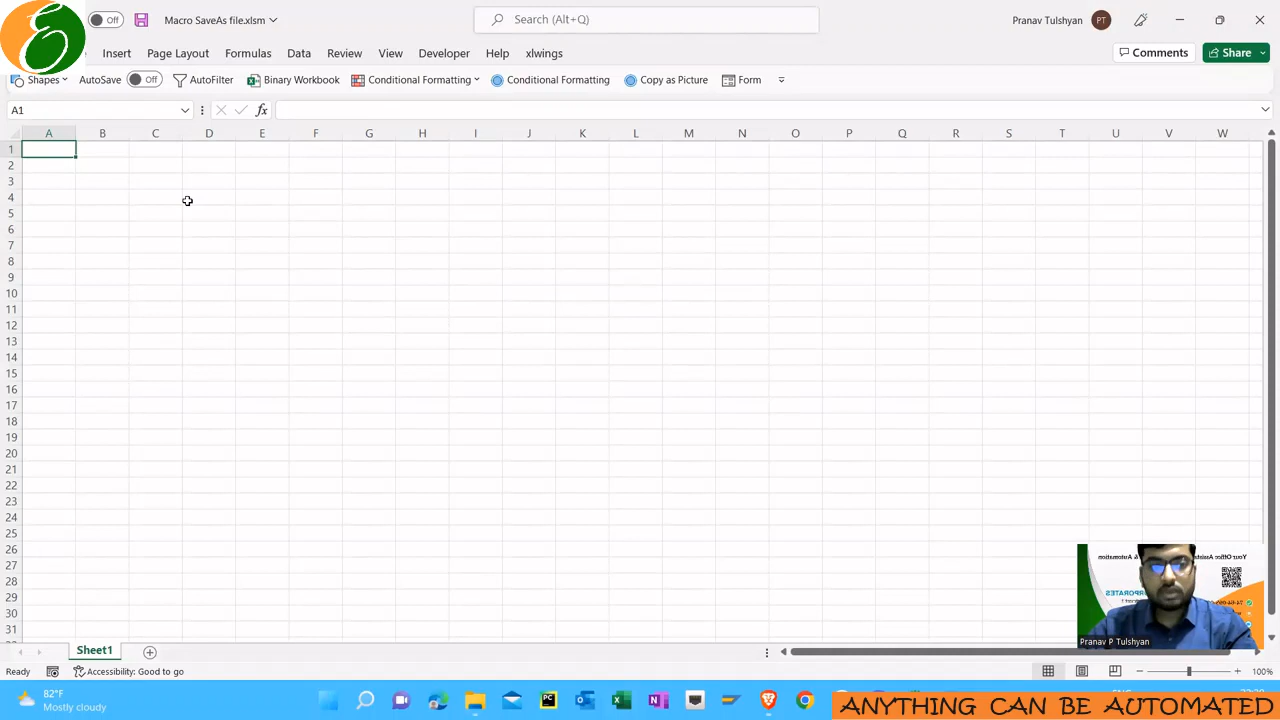 Off Macro SaveAs file.xlsm Search (Alt+Q) Pranav Tulshyan PT
Insert Page Layout Formulas Data Review View Developer Help xlwings Comments Share
Shapes AutoSave Off AutoFilter Binary Workbook Conditional Formatting Conditional Formatting Copy as Picture Form
A1 fx
A B C D E F G H I J K L M N O P Q R S T U V W
1
2
3
4
5
6
7
8
9
10
11
12
13
14
15
16
17
18
19
20
21
22
23
24
25
26
27
28
29
30
31
Pranav P Tulshyan
Sheet1
Ready Accessibility: Good to go 100%
82°F
Mostly cloudy
ANYTHING CAN BE AUTOMATED